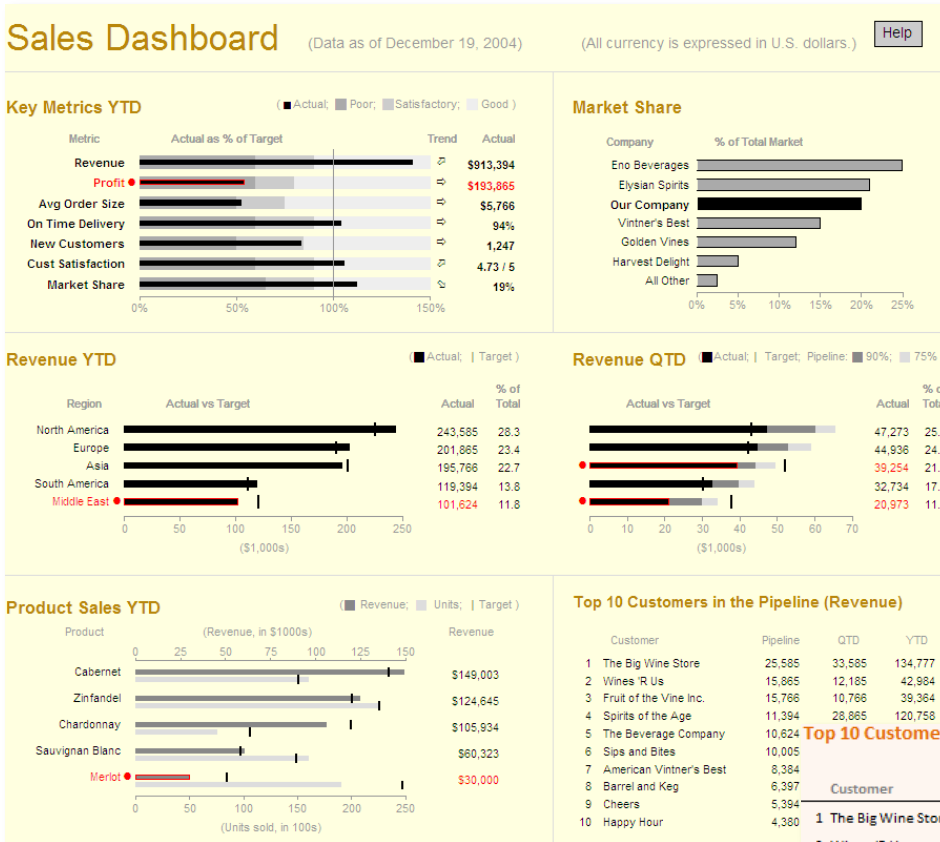 Sales Dashboard (Data as of December 19, 2004) (All currency is expressed in U.S. dollars.) Help
Key Metrics YTD ( Actual; Poor; Satisfactory; Good )
Metric Actual as % of Target Trend Actual
Revenue $913,394
Profit $193,865
Avg Order Size $5,766
On Time Delivery 94%
New Customers 1,247
Cust Satisfaction 4.73 / 5
Market Share 19%
0% 50% 100% 150%
Market Share
Company % of Total Market
Eno Beverages
Elysian Spirits
Our Company
Vintner's Best
Golden Vines
Harvest Delight
All Other
0% 5% 10% 15% 20% 25%
Revenue YTD ( Actual; | Target )
Region Actual vs Target Actual % of Total
North America 243,585 28.3
Europe 201,865 23.4
Asia 195,766 22.7
South America 119,394 13.8
Middle East 101,624 11.8
0 50 100 150 200 250
($1,000s)
Revenue QTD ( Actual; | Target; Pipeline: 90%; 75%
Actual vs Target Actual
47,273 25.
44,936 24.
39,254 21.
32,734 17.
20,973 11.
0 10 20 30 40 50 60 70
($1,000s)
Product Sales YTD ( Revenue; Units; | Target )
Product (Revenue, in $1000s) Revenue
0 25 50 75 100 125 150
Cabernet $149,003
Zinfandel $124,645
Chardonnay $105,934
Sauvignan Blanc $60,323
Merlot $30,000
0 50 100 150 200 250
(Units sold, in 100s)
Top 10 Customers in the Pipeline (Revenue)
Customer Pipeline QTD YTD
1 The Big Wine Store 25,585 33,585 134,777
2 Wines 'R Us 15,865 12,185 42,984
3 Fruit of the Vine Inc. 15,766 10,766 39,364
4 Spirits of the Age 11,394 28,865 120,758
5 The Beverage Company 10,624
6 Sips and Bites 10,005
7 American Vintner's Best 8,384
8 Barrel and Keg 6,397
9 Cheers 5,394
10 Happy Hour 4,380
Top 10 Custome
Customer
1 The Big Wine Stor